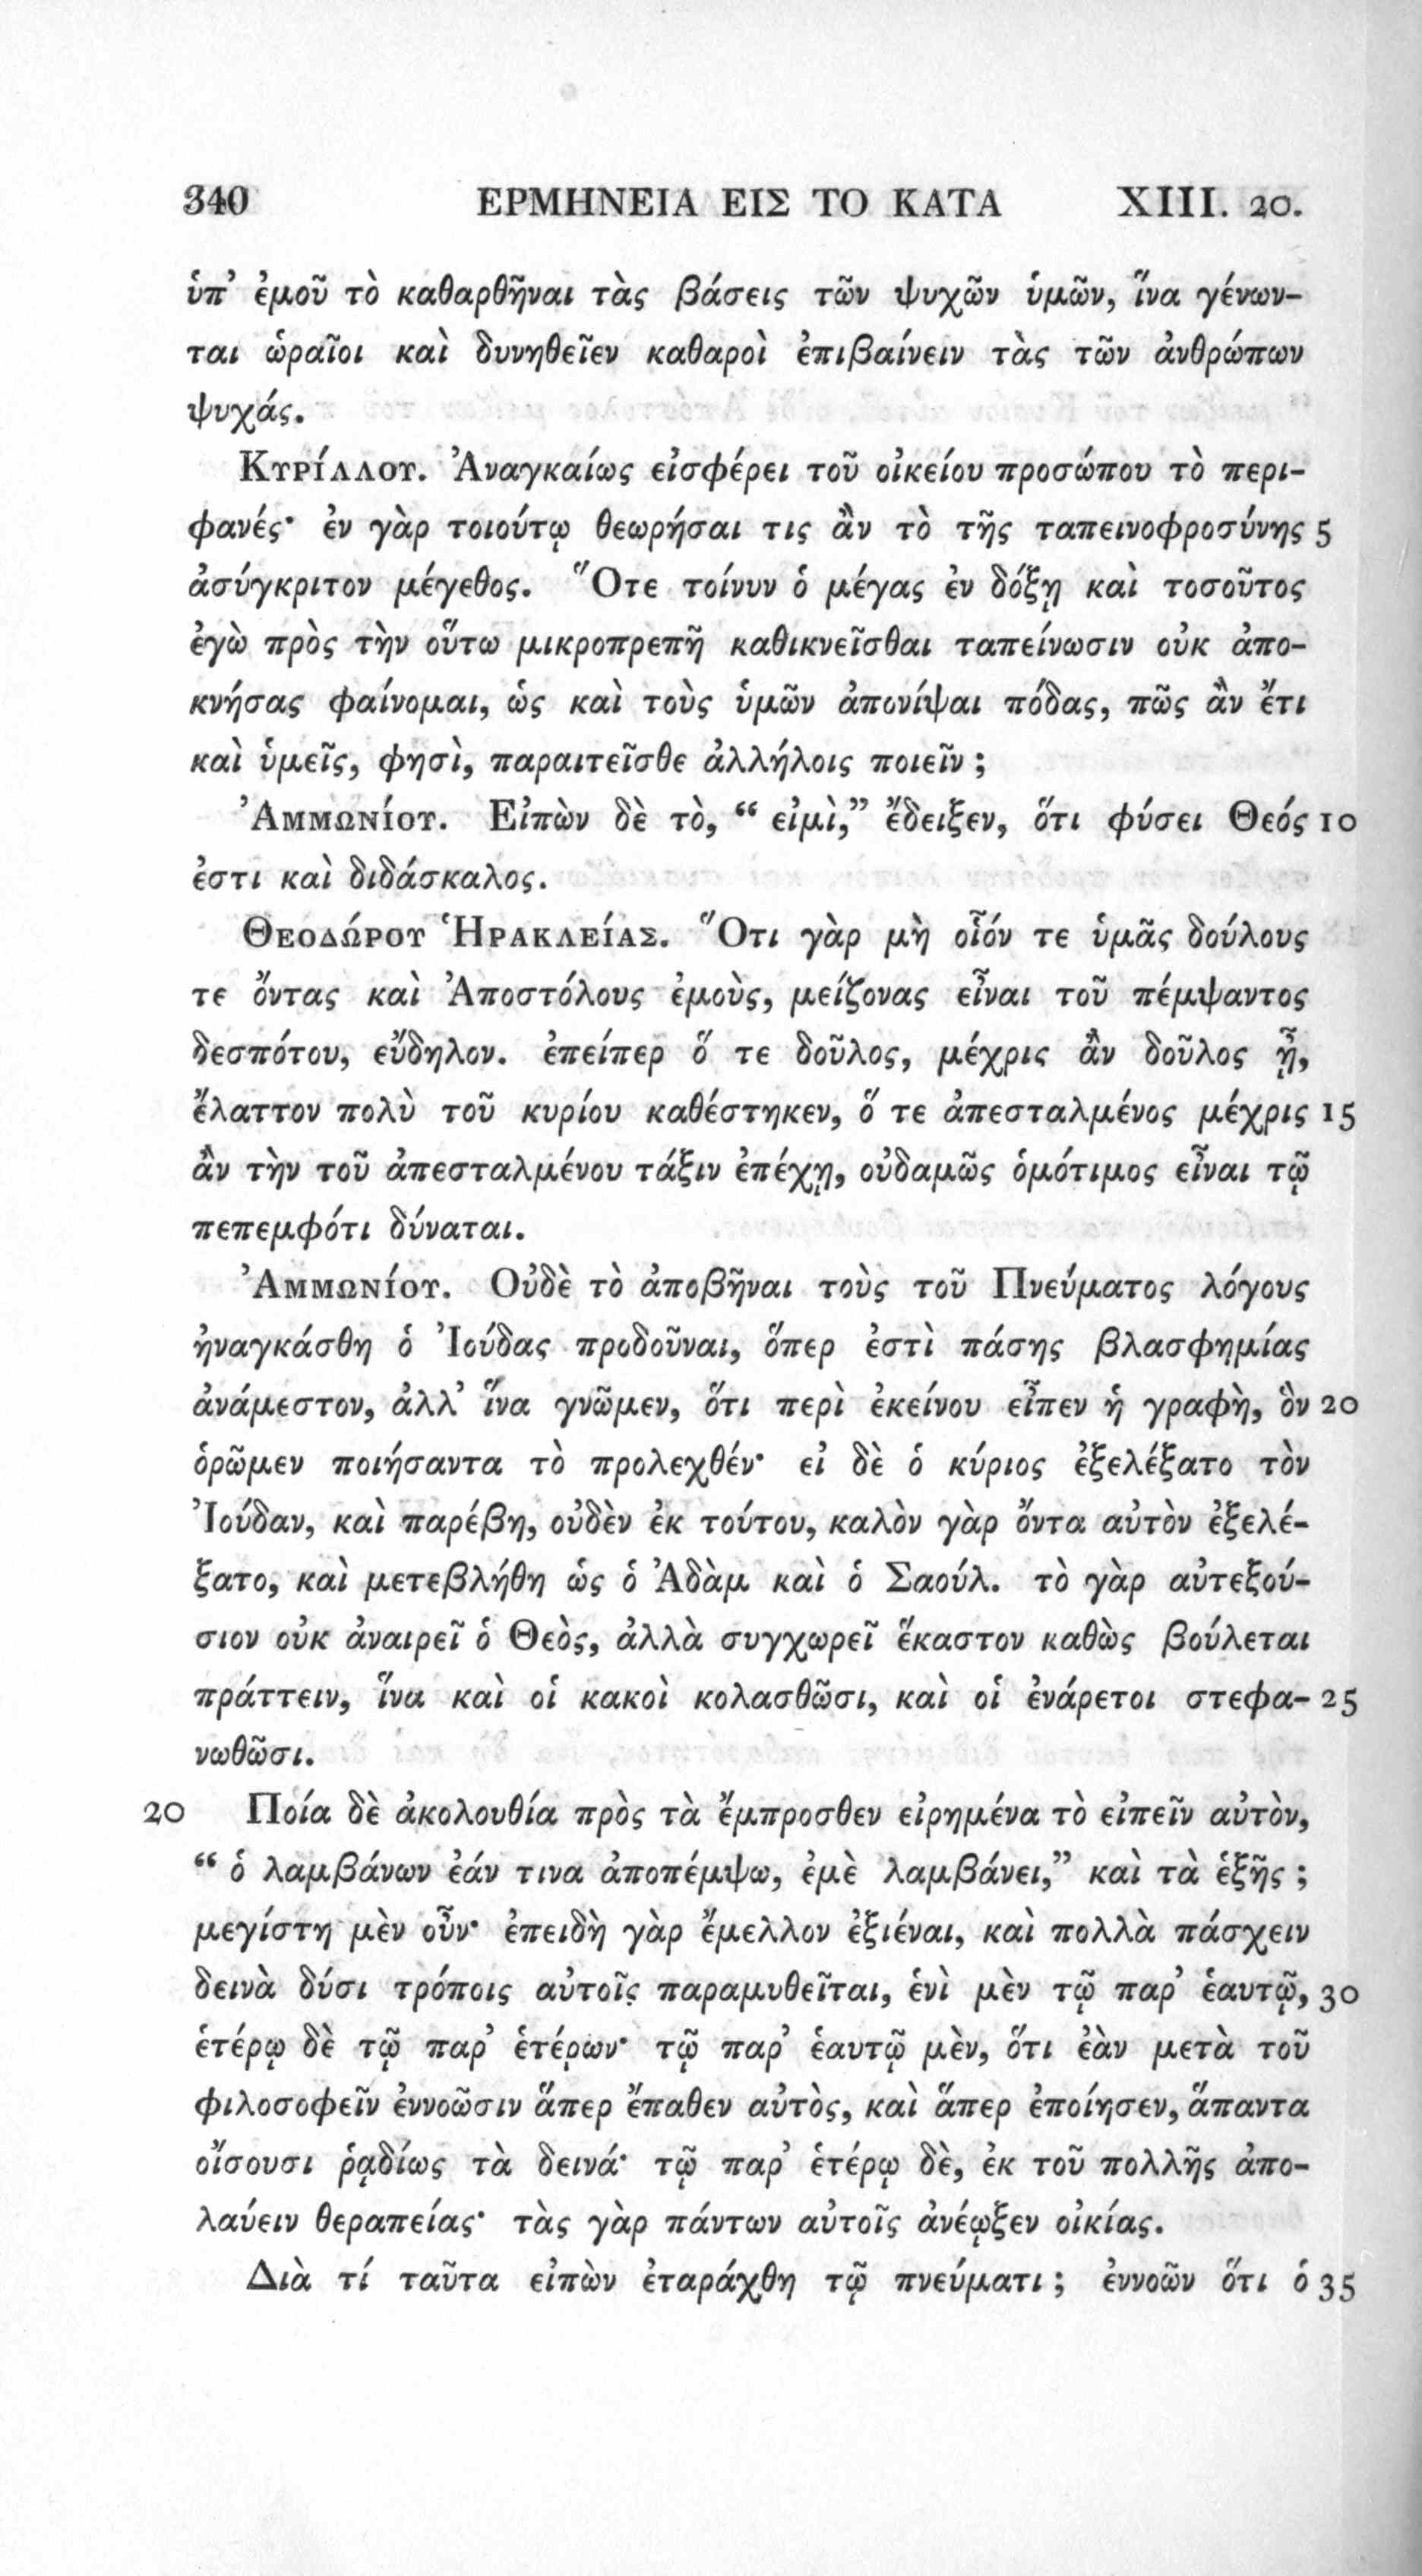 340 ΕΡΜΗΝΕΙΑ ΕΙΣ ΤΟ ΚΑΤΑ XIII. 20.
ὑπ᾽ ἐμοῦ τὸ καθαρθῆναι τὰς βάσεις τῶν ψυχῶν ὑμῶν, ἵνα γένων-
ται ὡραῖοι καὶ δυνηθεῖεν καθαροὶ ἐπιβαίνειν τὰς τῶν ἀνθρώπων
ψυχάς.
Κυρίλλου. Ἀναγκαίως εἰσφέρει τοῦ οἰκείου προσώπου τὸ περι-
φανές· ἐν γὰρ τοιούτῳ θεωρήσαι τις ἂν τὸ τῆς ταπεινοφροσύνης 5
ἀσύγκριτον μέγεθος. Ὅτε τοίνυν ὁ μέγας ἐν δόξῃ καὶ τοσοῦτος
ἐγὼ πρὸς τὴν οὕτω μικροπρεπῆ καθικνεῖσθαι ταπείνωσιν οὐκ ἀπο-
κνήσας φαίνομαι, ὡς καὶ τοὺς ὑμῶν ἀπονίψαι πόδας, πῶς ἂν ἔτι
καὶ ὑμεῖς, φησὶ, παραιτεῖσθε ἀλλήλοις ποιεῖν ;
Ἀμμωνίου. Εἰπὼν δὲ τὸ, “ εἰμὶ,” ἔδειξεν, ὅτι φύσει Θεός 10
ἐστι καὶ διδάσκαλος.
Θεοδώρου Ἡρακλείας. Ὅτι γὰρ μὴ οἷόν τε ὑμᾶς δούλους
τε ὄντας καὶ Ἀποστόλους ἐμοὺς, μείζονας εἶναι τοῦ πέμψαντος
δεσπότου, εὔδηλον. ἐπείπερ ὅ τε δοῦλος, μέχρις ἂν δοῦλος ᾖ,
ἔλαττον πολὺ τοῦ κυρίου καθέστηκεν, ὅ τε ἀπεσταλμένος μέχρις 15
ἂν τὴν τοῦ ἀπεσταλμένου τάξιν ἐπέχῃ, οὐδαμῶς ὁμότιμος εἶναι τῷ
πεπεμφότι δύναται.
Ἀμμωνίου. Οὐδὲ τὸ ἀποβῆναι τοὺς τοῦ Πνεύματος λόγους
ἠναγκάσθη ὁ Ἰούδας προδοῦναι, ὅπερ ἐστὶ πάσης βλασφημίας
ἀνάμεστον, ἀλλ᾽ ἵνα γνῶμεν, ὅτι περὶ ἐκείνου εἶπεν ἡ γραφὴ, ὃν 20
ὁρῶμεν ποιήσαντα τὸ προλεχθέν· εἰ δὲ ὁ κύριος ἐξελέξατο τὸν
Ἰούδαν, καὶ παρέβη, οὐδὲν ἐκ τούτου, καλὸν γὰρ ὄντα αὐτὸν ἐξελέ-
ξατο, καὶ μετεβλήθη ὡς ὁ Ἀδὰμ καὶ ὁ Σαούλ. τὸ γὰρ αὐτεξού-
σιον οὐκ ἀναιρεῖ ὁ Θεὸς, ἀλλὰ συγχωρεῖ ἕκαστον καθὼς βούλεται
πράττειν, ἵνα καὶ οἱ κακοὶ κολασθῶσι, καὶ οἱ ἐνάρετοι στεφα- 25
νωθῶσι.
20 Ποία δὲ ἀκολουθία πρὸς τὰ ἔμπροσθεν εἰρημένα τὸ εἰπεῖν αὐτὸν,
“ ὁ λαμβάνων ἐάν τινα ἀποπέμψω, ἐμὲ λαμβάνει,” καὶ τὰ ἑξῆς ;
μεγίστη μὲν οὖν· ἐπειδὴ γὰρ ἔμελλον ἐξιέναι, καὶ πολλὰ πάσχειν
δεινὰ δύσι τρόποις αὐτοῖς παραμυθεῖται, ἑνὶ μὲν τῷ παρ᾽ ἑαυτῷ, 30
ἑτέρῳ δὲ τῷ παρ᾽ ἑτέρων· τῷ παρ᾽ ἑαυτῷ μὲν, ὅτι ἐὰν μετὰ τοῦ
φιλοσοφεῖν ἐννοῶσιν ἅπερ ἔπαθεν αὐτὸς, καὶ ἅπερ ἐποίησεν, ἅπαντα
οἴσουσι ῥᾳδίως τὰ δεινά· τῷ παρ᾽ ἑτέρῳ δὲ, ἐκ τοῦ πολλῆς ἀπο-
λαύειν θεραπείας· τὰς γὰρ πάντων αὐτοῖς ἀνέῳξεν οἰκίας.
Διὰ τί ταῦτα εἰπὼν ἐταράχθη τῷ πνεύματι ; ἐννοῶν ὅτι ὁ 35